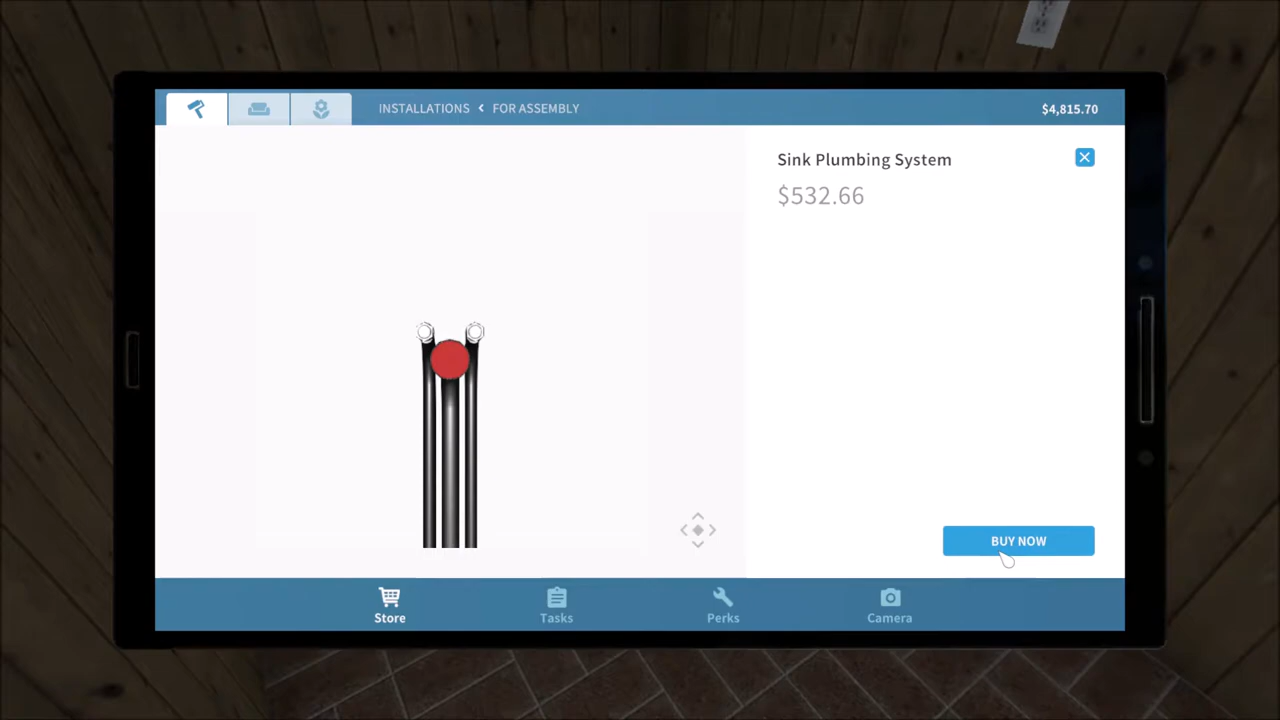 INSTALLATIONS < FOR ASSEMBLY
$4,815.70
Sink Plumbing System
$532.66
BUY NOW
Store
Tasks
Perks
Camera